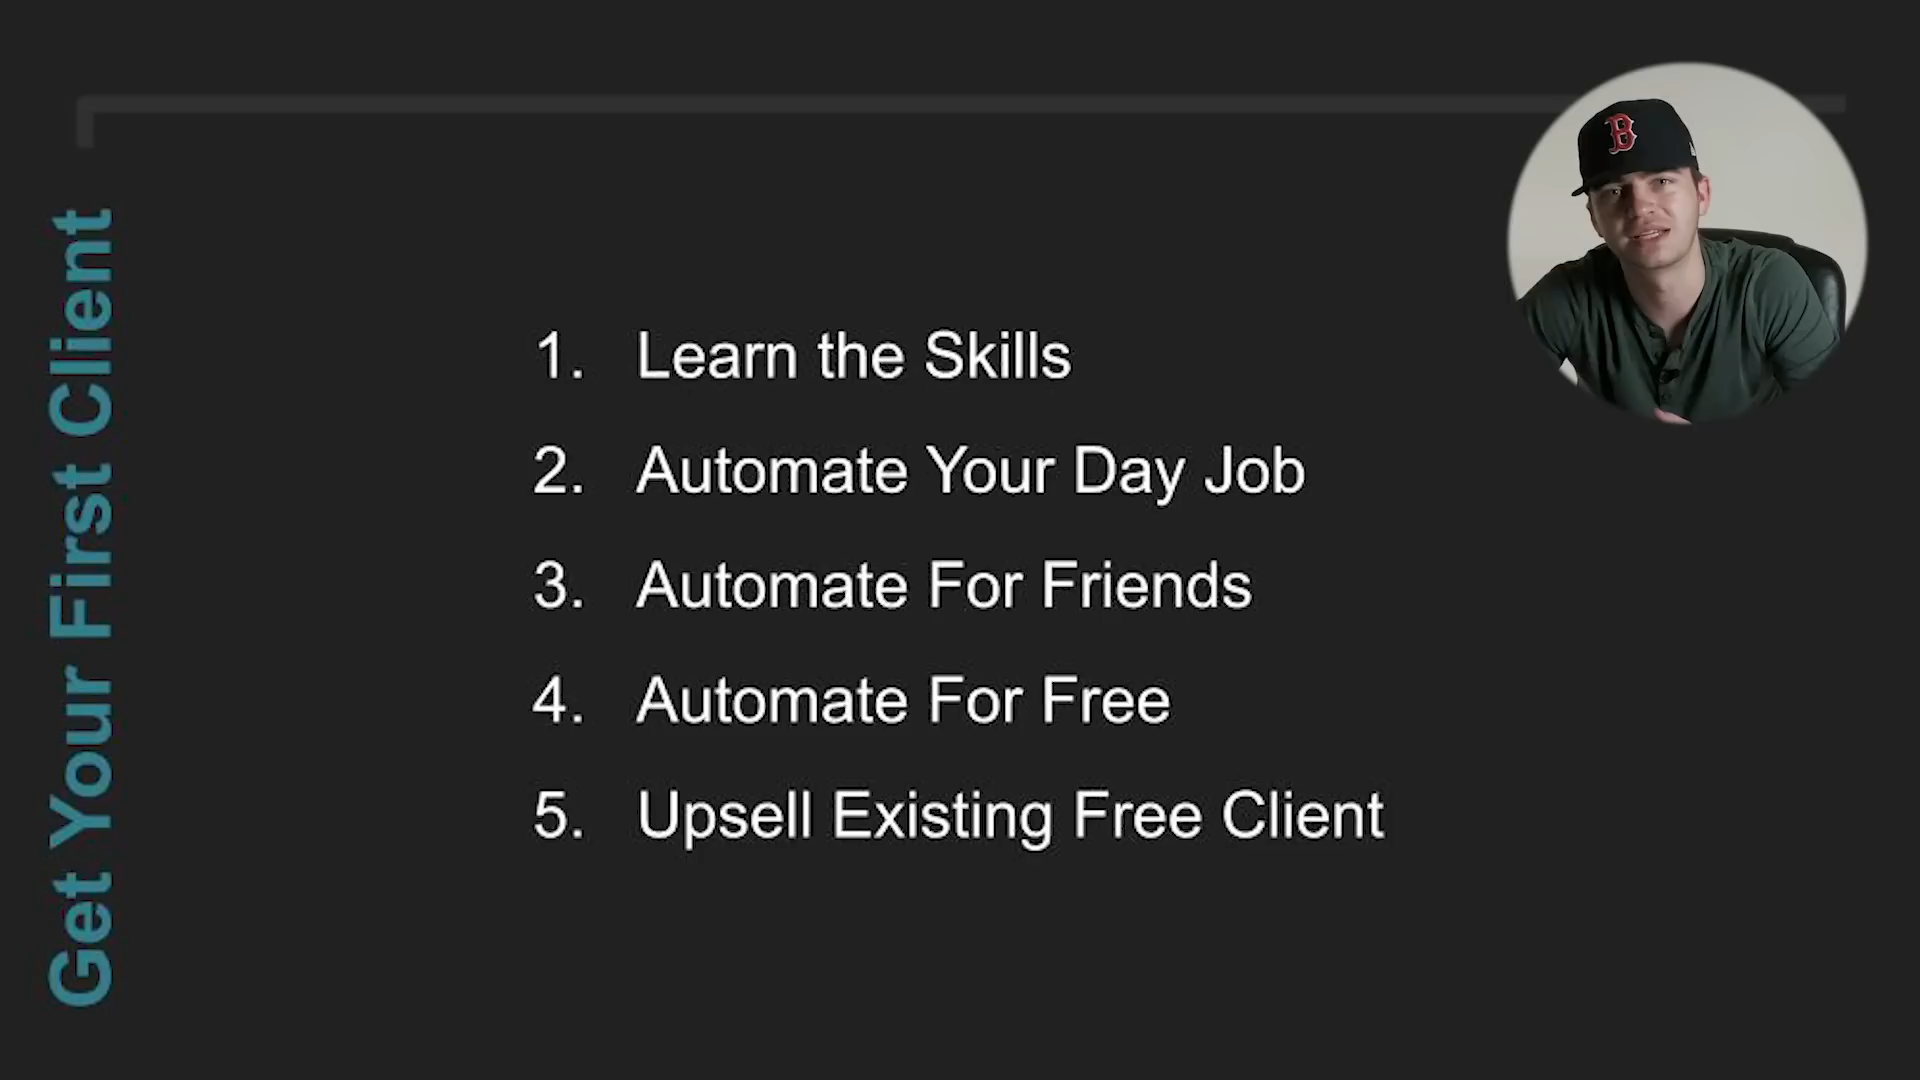 Get Your First Client
1. Learn the Skills
2. Automate Your Day Job
3. Automate For Friends
4. Automate For Free
5. Upsell Existing Free Client
B